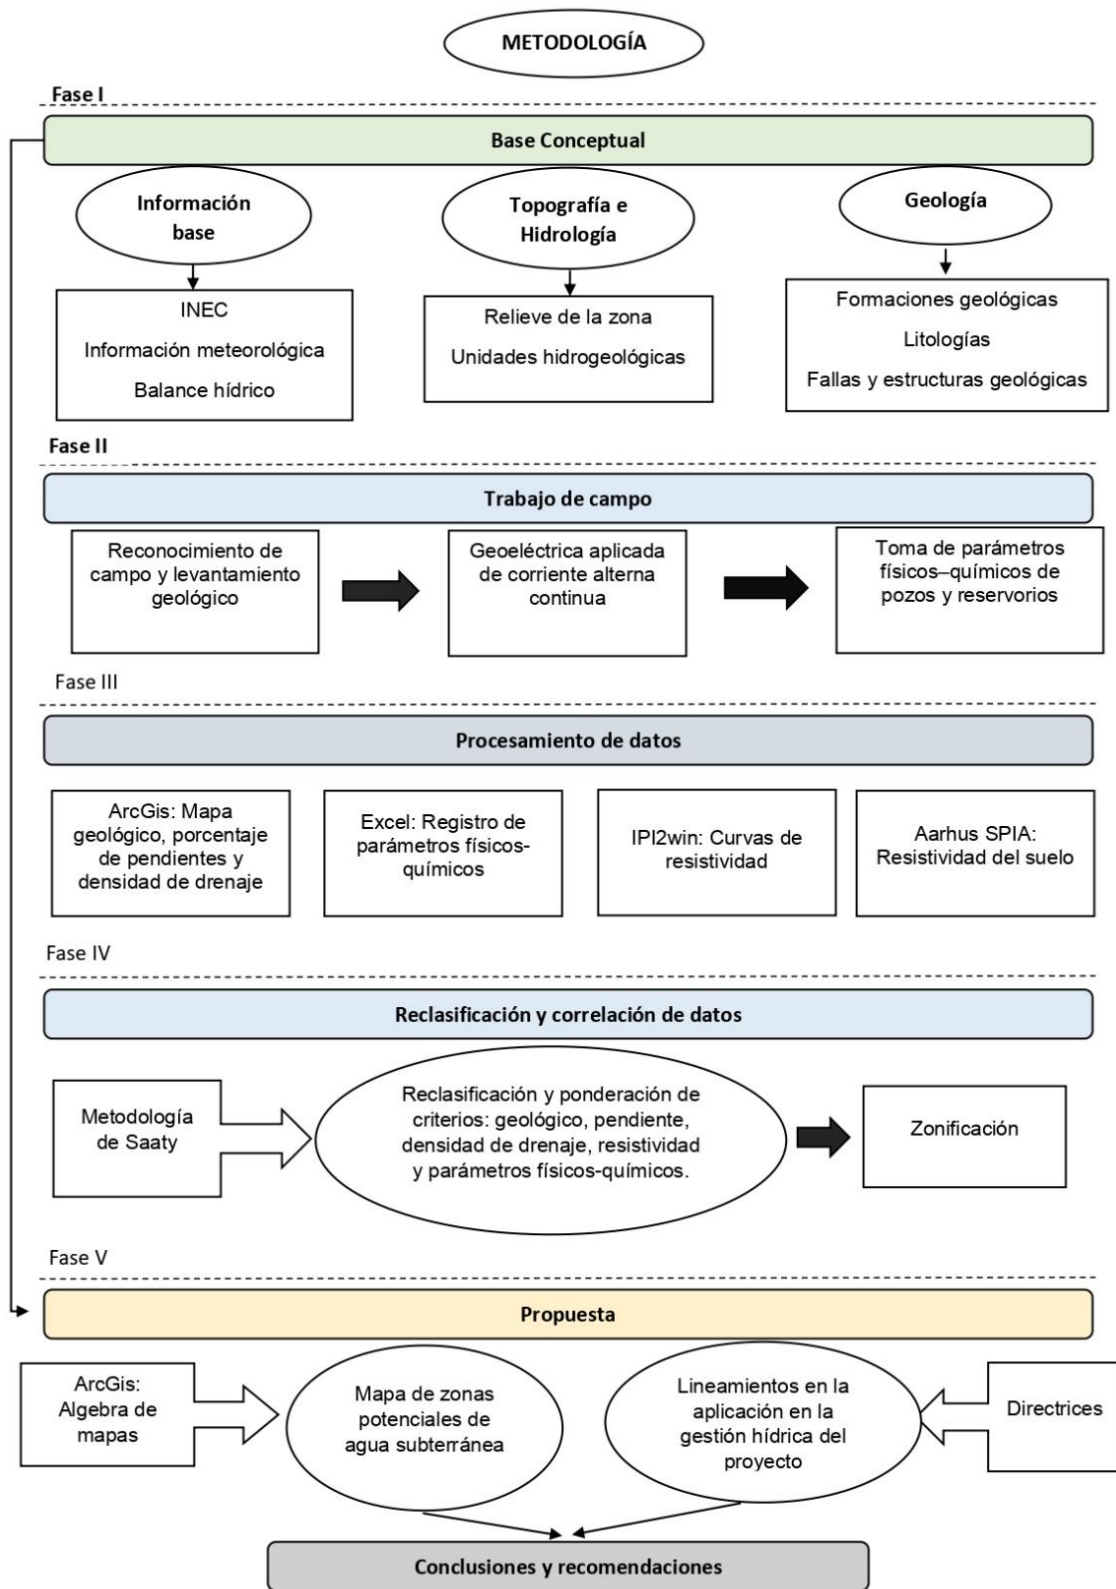 METODOLOGÍA
Fase I
Base Conceptual
Información
base
Topografía e
Hidrología
Geología
INEC
Información meteorológica
Balance hídrico
Relieve de la zona
Unidades hidrogeológicas
Formaciones geológicas
Litologías
Fallas y estructuras geológicas
Fase II
Trabajo de campo
Reconocimiento de
campo y levantamiento
geológico
Geoeléctrica aplicada
de corriente alterna
continua
Toma de parámetros
físicos–químicos de
pozos y reservorios
Fase III
Procesamiento de datos
ArcGis: Mapa
geológico, porcentaje
de pendientes y
densidad de drenaje
Excel: Registro de
parámetros físicos-
químicos
IPI2win: Curvas de
resistividad
Aarhus SPIA:
Resistividad del suelo
Fase IV
Reclasificación y correlación de datos
Metodología
de Saaty
Reclasificación y ponderación de
criterios: geológico, pendiente,
densidad de drenaje, resistividad
y parámetros físicos-químicos.
Zonificación
Fase V
Propuesta
ArcGis:
Algebra de
mapas
Mapa de zonas
potenciales de
agua subterránea
Lineamientos en la
aplicación en la
gestión hídrica del
proyecto
Directrices
Conclusiones y recomendaciones